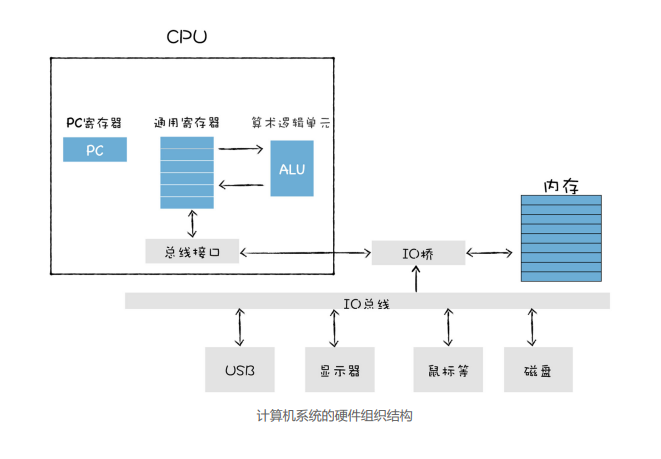 CPU
PC寄存器
通用寄存器
算术逻辑单元
PC
ALU
内存
总线接口
IO桥
IO总线
USB
显示器
鼠标等
磁盘
计算机系统的硬件组织结构